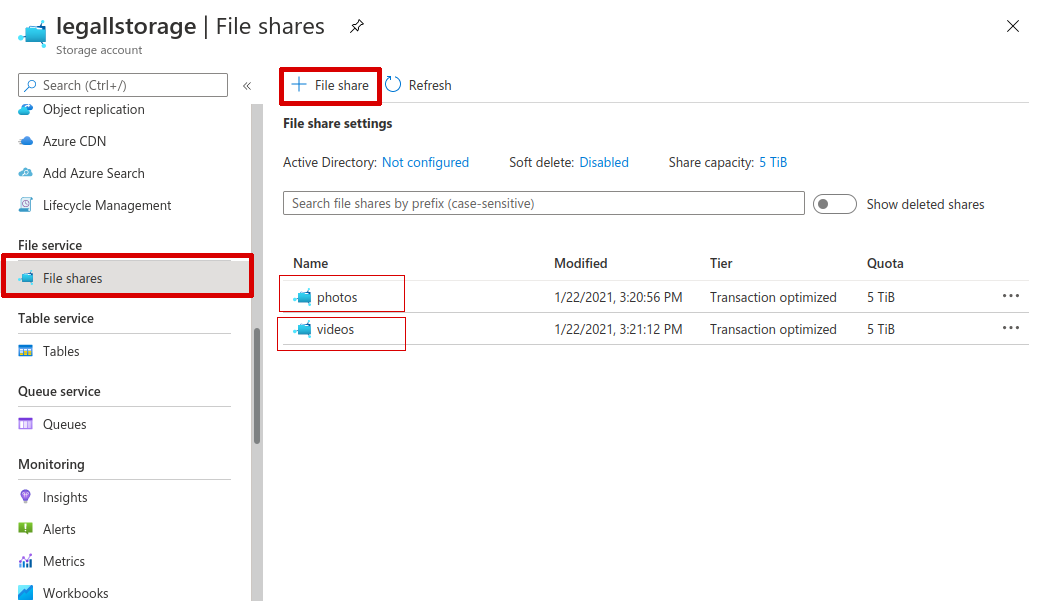 legallstorage | File shares
Storage account
Search (Ctrl+/)
«
Object replication
Azure CDN
Add Azure Search
Lifecycle Management
File service
File shares
Table service
Tables
Queue service
Queues
Monitoring
Insights
Alerts
Metrics
Workbooks
File share Refresh
File share settings
Active Directory: Not configured Soft delete: Disabled Share capacity: 5 TiB
Search file shares by prefix (case-sensitive) Show deleted shares
Name Modified Tier Quota
photos 1/22/2021, 3:20:56 PM Transaction optimized 5 TiB ...
videos 1/22/2021, 3:21:12 PM Transaction optimized 5 TiB ...